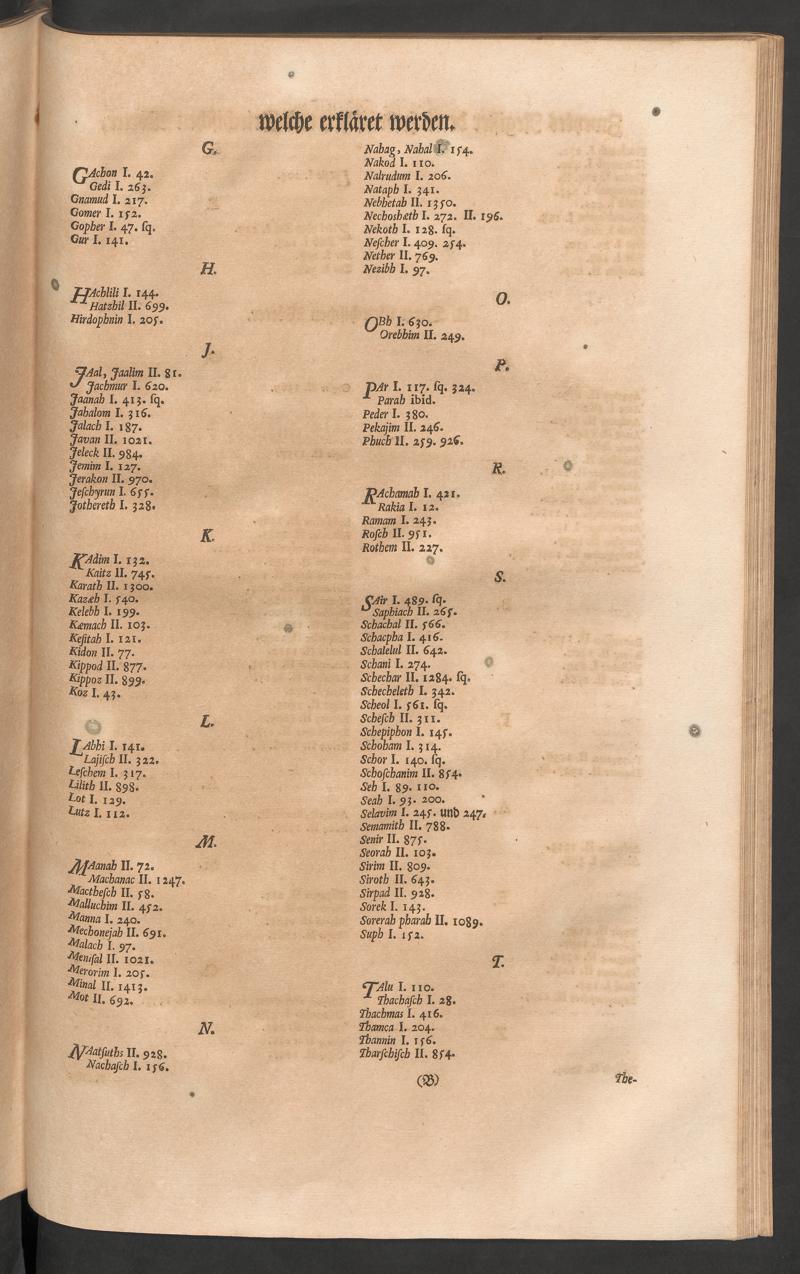 welche erkläret werden.
G.
GAchon I. 42.
Gedi I. 263.
Gnamud I. 217.
Gomer I. 152.
Gopher I. 47. ſq.
Gur I. 141.
H.
HAchlili I. 144.
Hatzhil II. 699.
Hirdophnin I. 205.
J.
JAal, Jaalim II. 81.
Jachmur I. 620.
Jaanah I. 413. ſq.
Jahalom I. 316.
Jalach I. 187.
Javan II. 1021.
Jeleck II. 984.
Jemim I. 127.
Jerakon II. 970.
Jeſchyrun I. 655.
Jothereth I. 328.
K.
KAdim I. 132.
Kaitz II. 745.
Karath II. 1300.
Kazæh I. 540.
Kelebh I. 199.
Kæmach II. 103.
Keſitah I. 121.
Kidon II. 77.
Kippod II. 877.
Kippoz II. 899.
Koz I. 43.
L.
LAbhi I. 141.
Lajiſch II. 322.
Leſchem I. 317.
Lilith II. 898.
Lot I. 129.
Lutz I. 112.
M.
MAanah II. 72.
Machanac II. 1247.
Mactheſch II. 58.
Malluchim II. 452.
Manna I. 240.
Mechonejah II. 691.
Malach I. 97.
Meniſal II. 1021.
Merorim I. 205.
Minal II. 1413.
Mot II. 692.
N.
NAatſuths II. 928.
Nachaſch I. 156.
Nahag, Nahal I. 154.
Nakod I. 110.
Nalrudum I. 206.
Nataph I. 341.
Nebhetah II. 1350.
Nechoshæth I. 272. II. 196.
Nekoth I. 128. ſq.
Neſcher I. 409. 254.
Nether II. 769.
Nezibb I. 97.
O.
OBh I. 630.
Orebhim II. 249.
P.
PAr I. 117. ſq. 324.
Parah ibid.
Peder I. 380.
Pekajim II. 246.
Phuch II. 259. 926.
R.
RAchamah I. 421.
Rakia I. 12.
Ramam I. 243.
Roſch II. 951.
Rothem II. 227.
S.
SAir I. 489. ſq.
Saphiach II. 265.
Schachal II. 566.
Schacpha I. 416.
Schalelul II. 642.
Schani I. 274.
Schechar II. 1284. ſq.
Schecheleth I. 342.
Scheol I. 561. ſq.
Scheſch II. 311.
Schepiphon I. 145.
Schoham I. 314.
Schor I. 140. ſq.
Schoſchanim II. 854.
Seh I. 89. 110.
Seah I. 93. 200.
Selavim I. 245. und 247.
Semamith II. 788.
Senir II. 875.
Seorah II. 103.
Sirim II. 809.
Siroth II. 643.
Sirpad II. 928.
Sorek I. 143.
Sorerah pharah II. 1089.
Suph I. 152.
T.
TAlu I. 110.
Thachaſch I. 28.
Thachmas I. 416.
Thamca I. 204.
Thannin I. 156.
Tharſchiſch II. 854.
(B)
The-